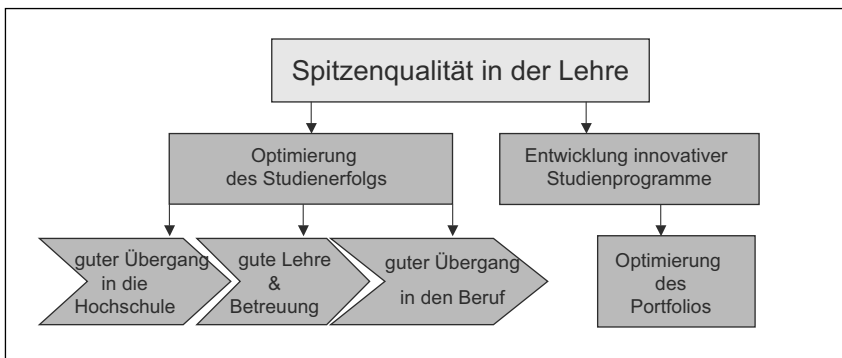 Spitzenqualität in der Lehre
Optimierung
des Studienerfolgs
Entwicklung innovativer
Studienprogramme
guter Übergang
in die
Hochschule
gute Lehre
&
Betreuung
guter Übergang
in den Beruf
Optimierung
des
Portfolios